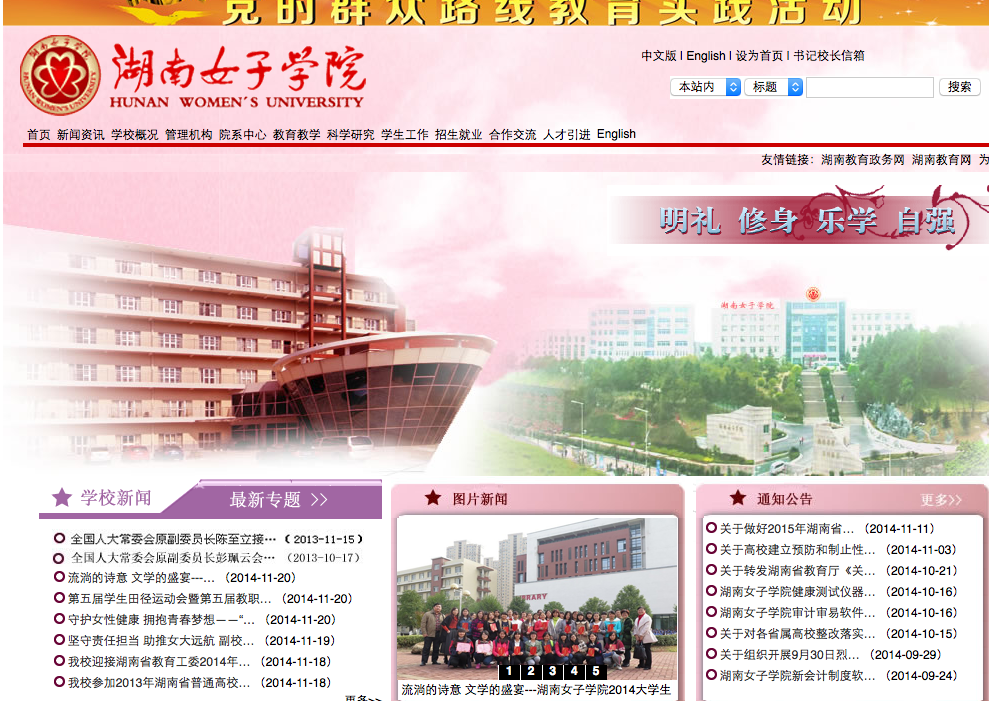 党的群众路线教育实践活动
湖南女子学院
HUNAN WOMEN'S UNIVERSITY
中文版 | English | 设为首页 | 书记校长信箱
本站内 标题 搜索
首页 新闻资讯 学校概况 管理机构 院系中心 教育教学 科学研究 学生工作 招生就业 合作交流 人才引进 English
友情链接: 湖南教育政务网 湖南教育网 为
明礼 修身 乐学 自强
湖南女子学院
学校新闻
最新专题 >>
全国人大常委会原副委员长陈至立接… (2013-11-15)
全国人大常委会原副委员长彭珮云会… (2013-10-17)
流淌的诗意 文学的盛宴---... (2014-11-20)
第五届学生田径运动会暨第五届教职... (2014-11-20)
守护女性健康 拥抱青春梦想——“... (2014-11-20)
坚守责任担当 助推女大远航 副校... (2014-11-19)
我校迎接湖南省教育工委2014年... (2014-11-18)
我校参加2013年湖南省普通高校... (2014-11-18)
更多>>
图片新闻
LIBRARY
1 2 3 4 5
流淌的诗意 文学的盛宴---湖南女子学院2014大学生
通知公告
更多>>
关于做好2015年湖南省... (2014-11-11)
关于高校建立预防和制止性... (2014-11-03)
关于转发湖南省教育厅《关... (2014-10-21)
湖南女子学院健康测试仪器... (2014-10-16)
湖南女子学院审计审易软件... (2014-10-16)
关于对各省属高校整改落实... (2014-10-15)
关于组织开展9月30日烈... (2014-09-29)
湖南女子学院新会计制度软... (2014-09-24)